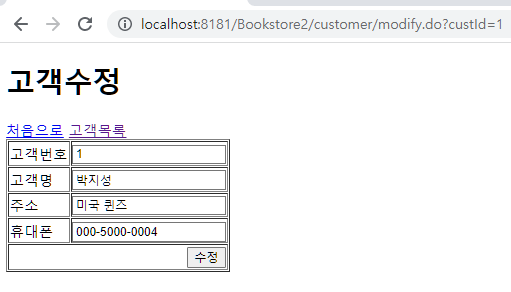 localhost:8181/Bookstore2/customer/modify.do?custId=1
고객수정
처음으로 고객목록
고객번호 1
고객명 박지성
주소 미국 퀸즈
휴대폰 000-5000-0004
수정